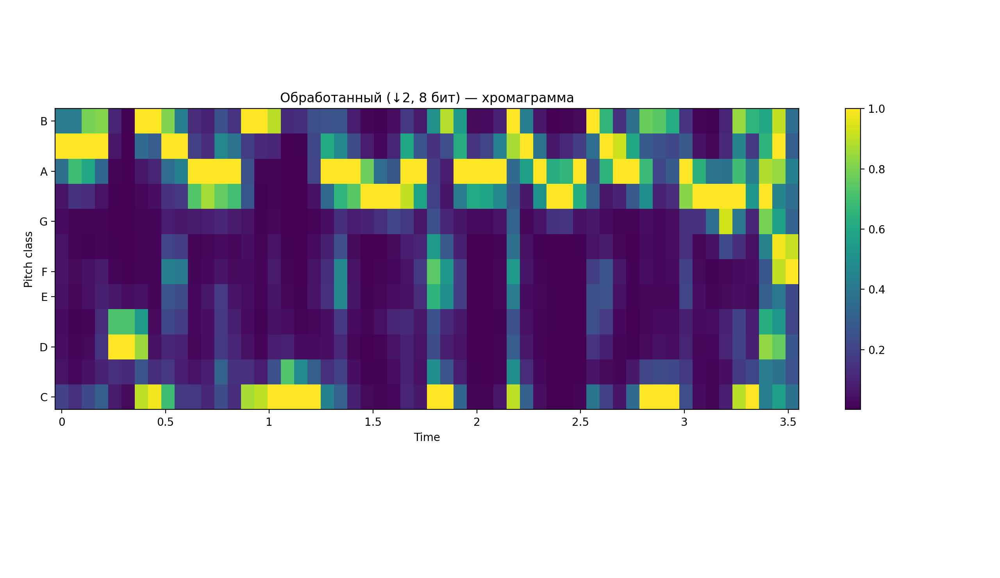 Обработанный (↓2, 8 бит) — хромаграмма
Pitch class
B
A
G
F
E
D
C
0 0.5 1 1.5 2 2.5 3 3.5
Time
1.0
0.8
0.6
0.4
0.2